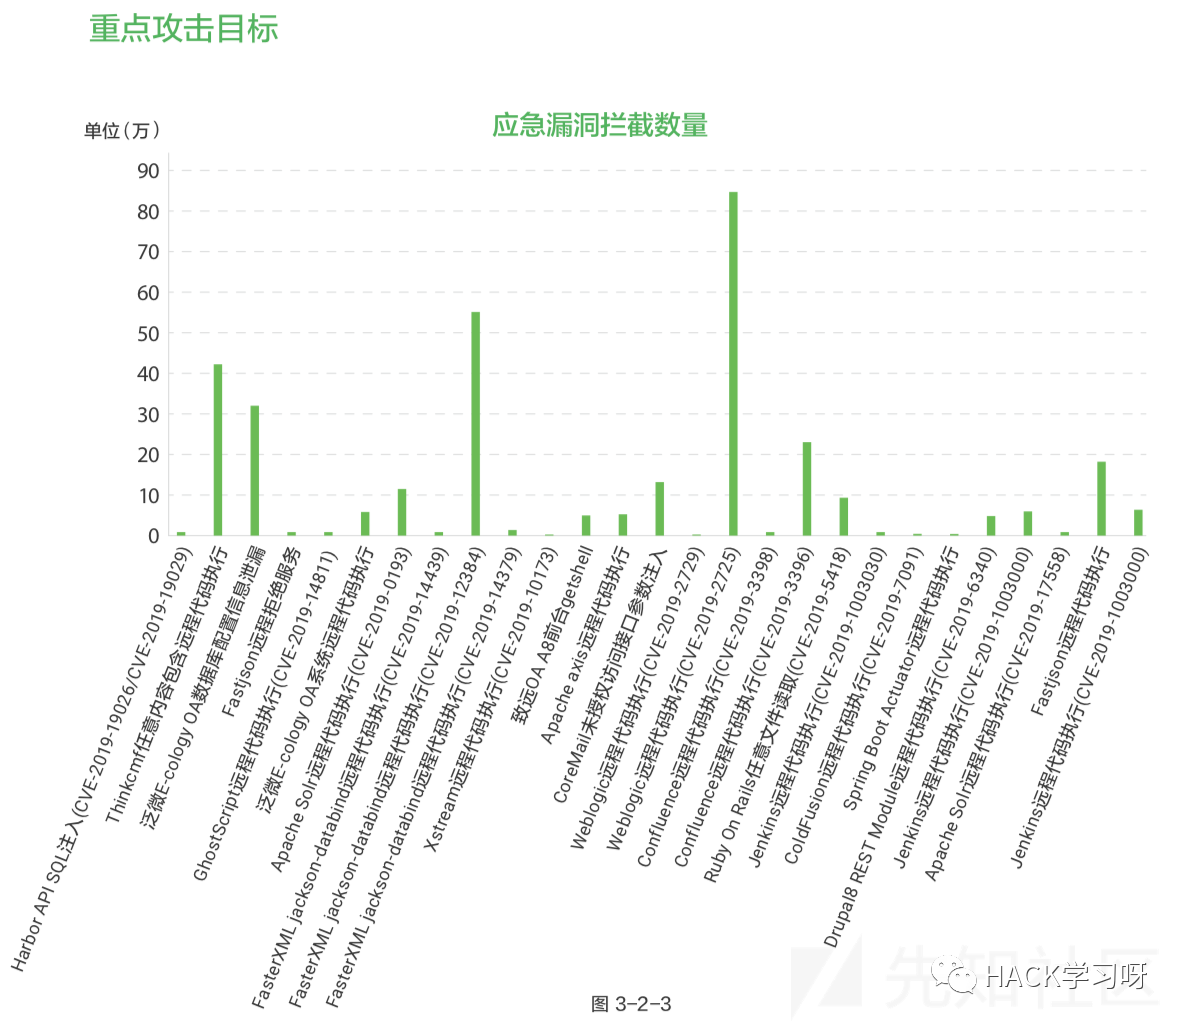 重点攻击目标
应急漏洞拦截数量
单位（万）
90
80
70
60
50
40
30
20
10
0
Harbor API SQL注入(CVE-2019-19026/CVE-2019-19029)
Thinkcmf任意内容包含远程代码执行
泛微E-cology OA数据库配置信息泄漏
Fastjson远程拒绝服务
GhostScript远程代码执行(CVE-2019-14811)
泛微E-cology OA系统远程代码执行
Apache Solr远程代码执行(CVE-2019-0193)
FasterXML jackson-databind远程代码执行(CVE-2019-14439)
FasterXML jackson-databind远程代码执行(CVE-2019-12384)
FasterXML jackson-databind远程代码执行(CVE-2019-14379)
Xstream远程代码执行(CVE-2019-10173)
致远OA A8前台getshell
Apache axis远程代码执行
CoreMail未授权访问接口参数注入
Weblogic远程代码执行(CVE-2019-2729)
Weblogic远程代码执行(CVE-2019-2725)
Confluence远程代码执行(CVE-2019-3398)
Confluence远程代码执行(CVE-2019-3396)
Ruby On Rails任意文件读取(CVE-2019-5418)
Jenkins远程代码执行(CVE-2019-1003030)
ColdFusion远程代码执行(CVE-2019-7091)
Spring Boot Actuator远程代码执行
Drupal8 REST Module远程代码执行(CVE-2019-6340)
Jenkins远程代码执行(CVE-2019-1003000)
Apache Solr远程代码执行(CVE-2019-17558)
Fastjson远程代码执行
Jenkins远程代码执行(CVE-2019-1003000)
先知社区
HACK学习呀
图 3-2-3